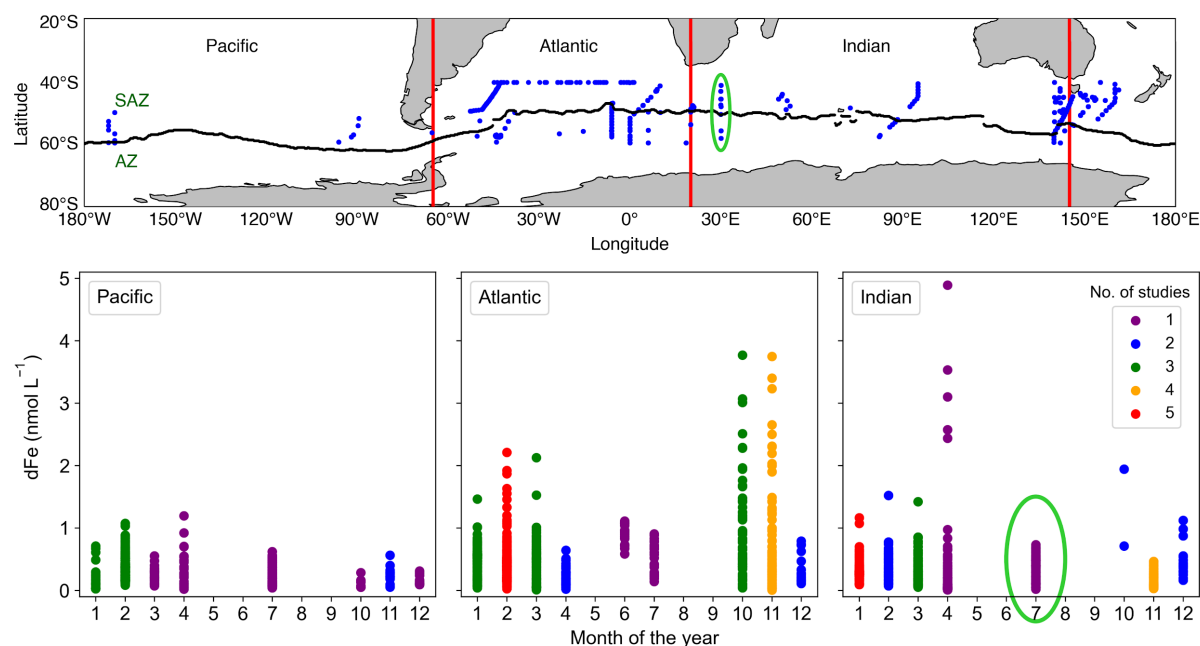 20°S
40°S
60°S
80°S
Latitude
Pacific
Atlantic
Indian
SAZ
AZ
180°W 150°W 120°W 90°W 60°W 30°W 0° 30°E 60°E 90°E 120°E 150°E 180°E
Longitude
5
4
3
2
1
0
dFe (nmol L⁻¹)
Pacific
Atlantic
Indian
No. of studies
1
2
3
4
5
1 2 3 4 5 6 7 8 9 10 11 12
1 2 3 4 5 6 7 8 9 10 11 12
1 2 3 4 5 6 7 8 9 10 11 12
Month of the year